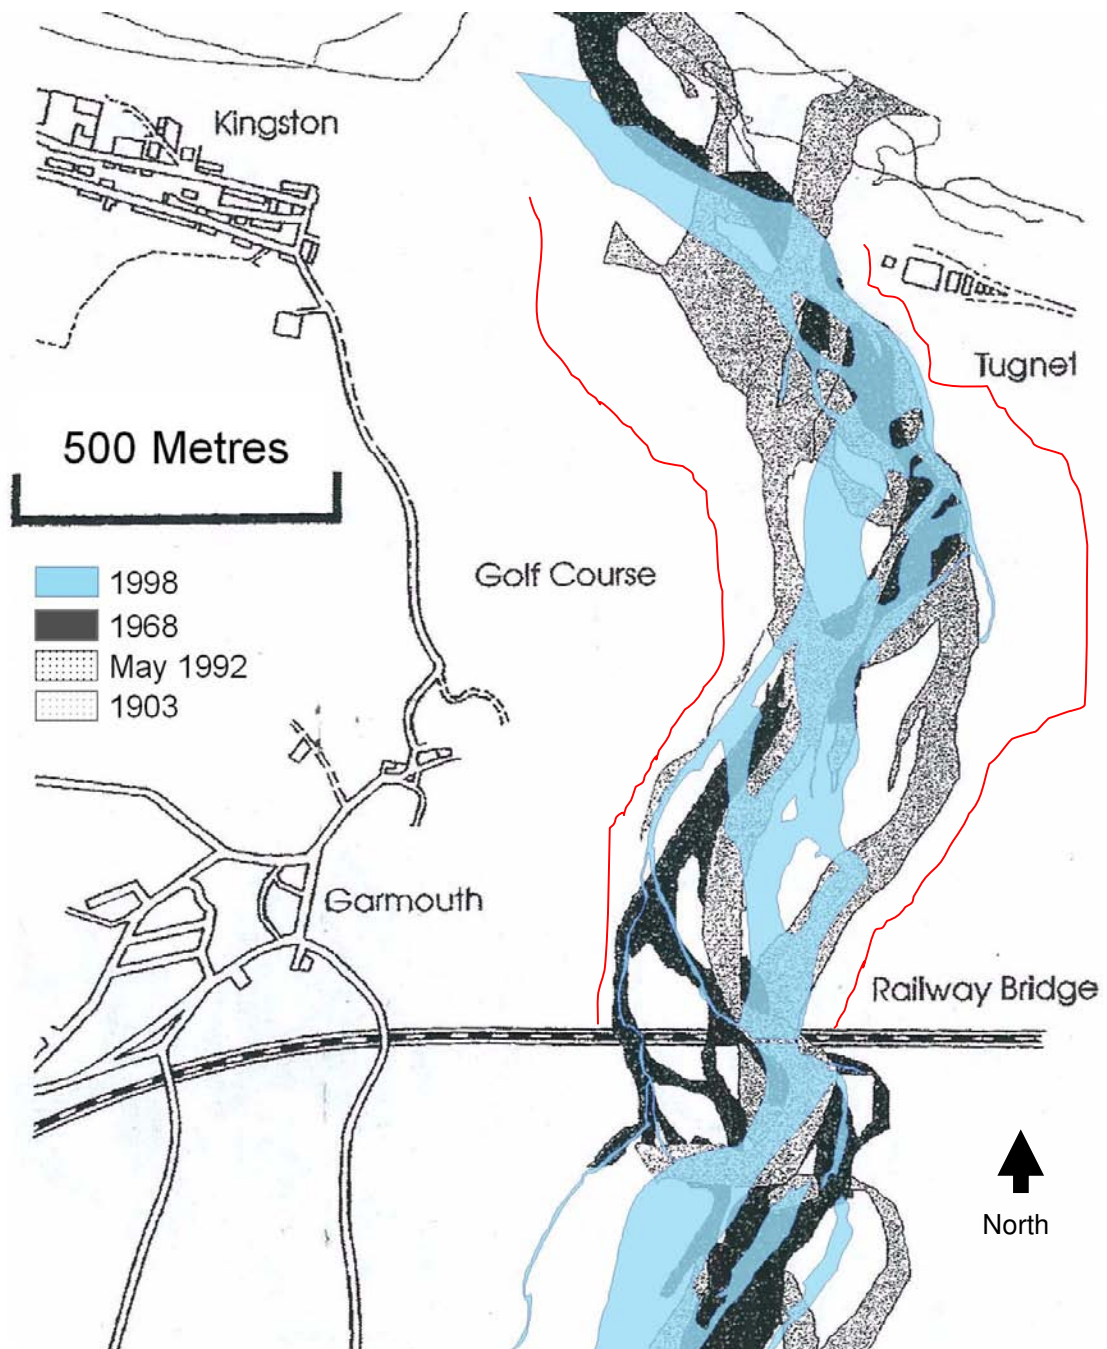 Kingston
Tugnet
500 Metres
Golf Course
1998
1968
May 1992
1903
Garmouth
Railway Bridge
North